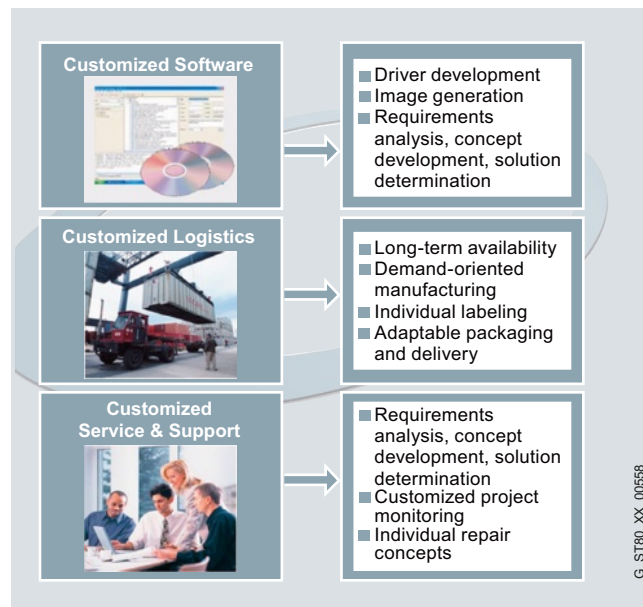 Customized Software
Driver development
Image generation
Requirements
analysis, concept
development, solution
determination
Customized Logistics
Long-term availability
Demand-oriented
manufacturing
Individual labeling
Adaptable packaging
and delivery
Customized
Service & Support
Requirements
analysis, concept
development, solution
determination
Customized project
monitoring
Individual repair
concepts
G_ST80_XX_00558